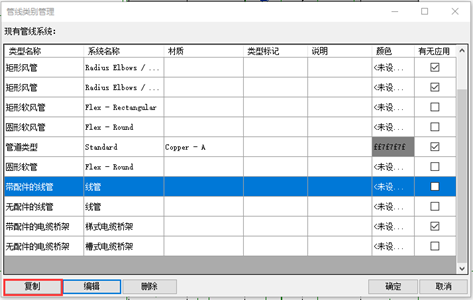 管线类别管理
现有管线系统：
类型名称 系统名称 材质 类型标记 说明 颜色 有无应用
矩形风管 Radius Elbows / ... <未设...
矩形风管 Radius Elbows / ... <未设...
矩形软风管 Flex - Rectangular <未设...
圆形软风管 Flex - Round <未设...
管道类型 Standard Copper - A EE7E7E7E
圆形软管 Flex - Round <未设...
带配件的线管 线管 <未设...
无配件的线管 线管 <未设...
带配件的电缆桥架 梯式电缆桥架 <未设...
无配件的电缆桥架 槽式电缆桥架 <未设...
复制 编辑 删除 确定 取消